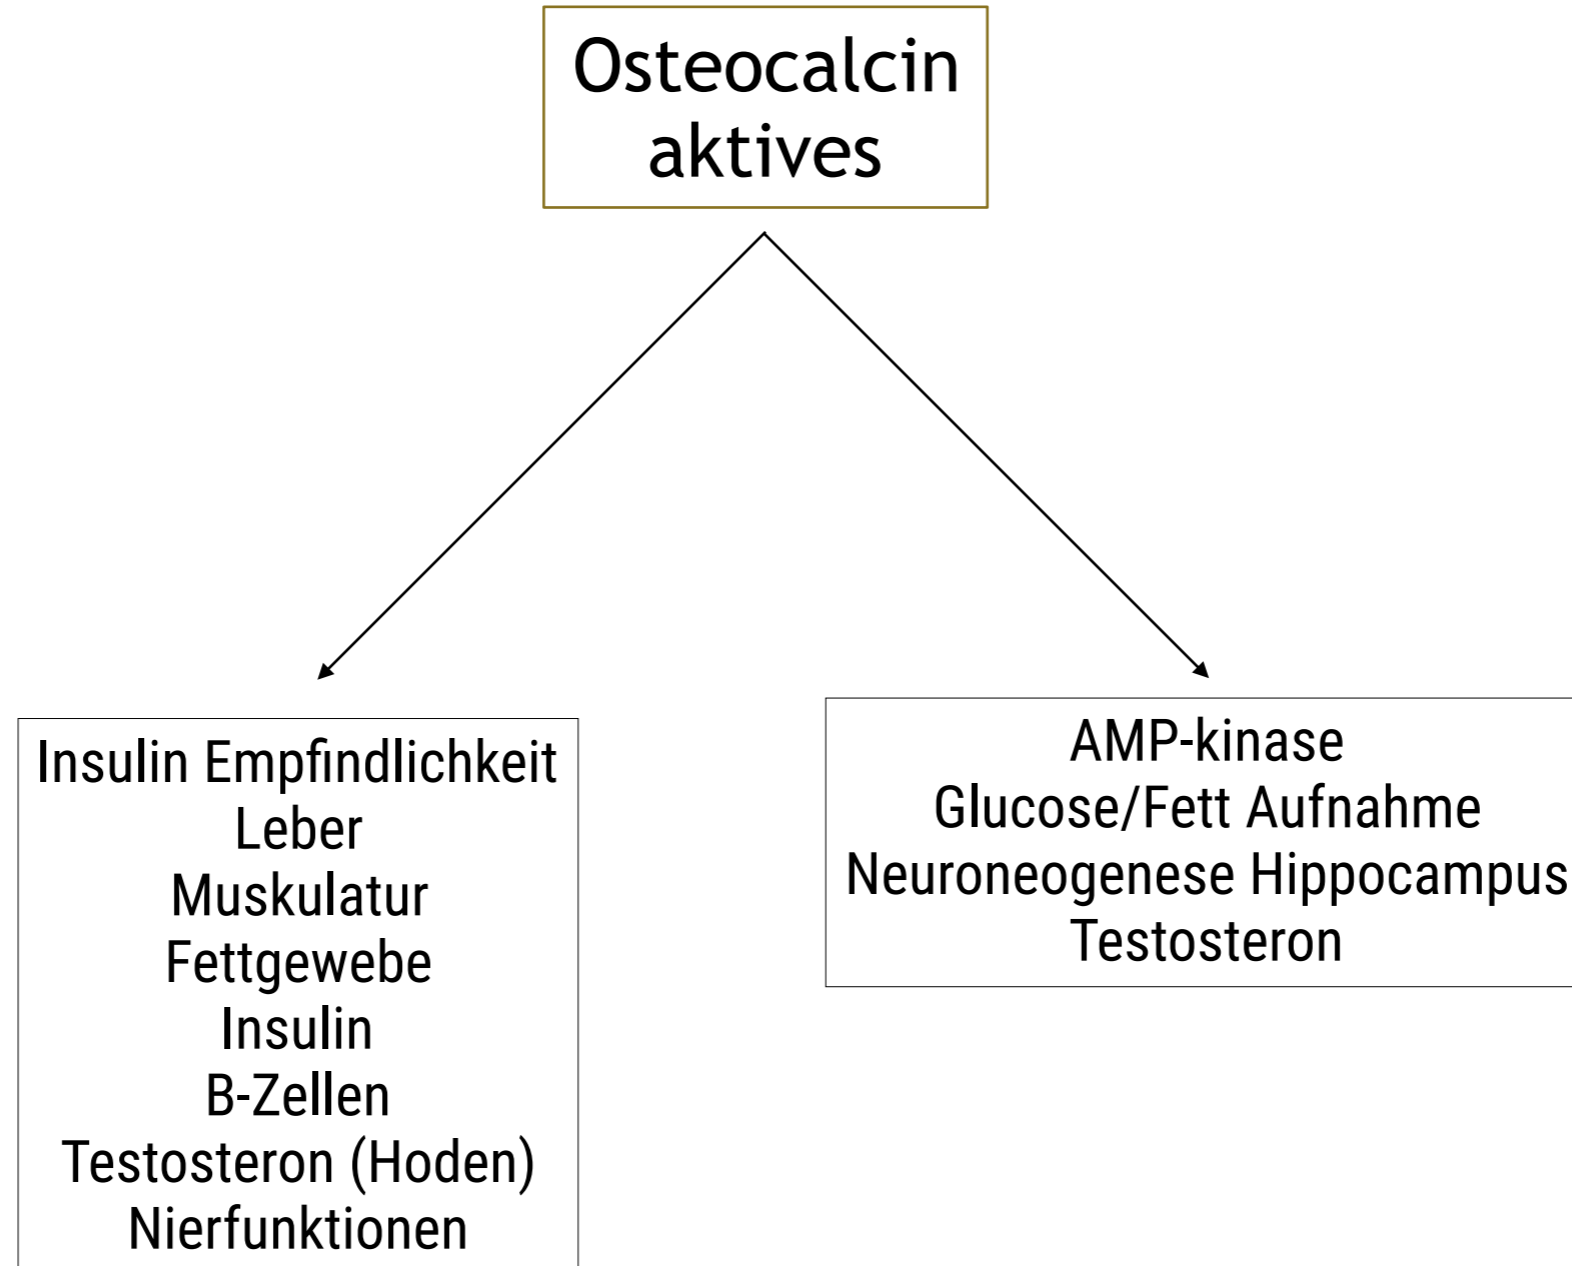 Osteocalcin
aktives
Insulin Empfindlichkeit
Leber
Muskulatur
Fettgewebe
Insulin
B-Zellen
Testosteron (Hoden)
Nierfunktionen
AMP-kinase
Glucose/Fett Aufnahme
Neuroneogenese Hippocampus
Testosteron